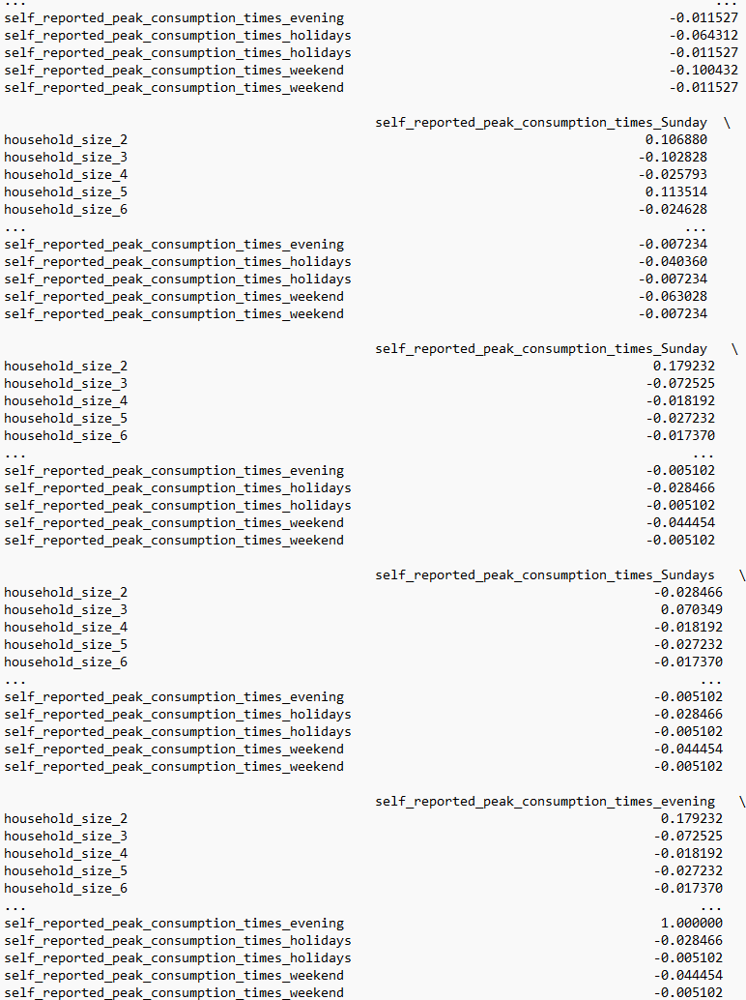 ... ...
self_reported_peak_consumption_times_evening -0.011527
self_reported_peak_consumption_times_holidays -0.064312
self_reported_peak_consumption_times_holidays -0.011527
self_reported_peak_consumption_times_weekend -0.100432
self_reported_peak_consumption_times_weekend -0.011527
self_reported_peak_consumption_times_Sunday \
household_size_2 0.106880
household_size_3 -0.102828
household_size_4 -0.025793
household_size_5 0.113514
household_size_6 -0.024628
... ...
self_reported_peak_consumption_times_evening -0.007234
self_reported_peak_consumption_times_holidays -0.040360
self_reported_peak_consumption_times_holidays -0.007234
self_reported_peak_consumption_times_weekend -0.063028
self_reported_peak_consumption_times_weekend -0.007234
self_reported_peak_consumption_times_Sunday \
household_size_2 0.179232
household_size_3 -0.072525
household_size_4 -0.018192
household_size_5 -0.027232
household_size_6 -0.017370
... ...
self_reported_peak_consumption_times_evening -0.005102
self_reported_peak_consumption_times_holidays -0.028466
self_reported_peak_consumption_times_holidays -0.005102
self_reported_peak_consumption_times_weekend -0.044454
self_reported_peak_consumption_times_weekend -0.005102
self_reported_peak_consumption_times_Sundays \
household_size_2 -0.028466
household_size_3 0.070349
household_size_4 -0.018192
household_size_5 -0.027232
household_size_6 -0.017370
... ...
self_reported_peak_consumption_times_evening -0.005102
self_reported_peak_consumption_times_holidays -0.028466
self_reported_peak_consumption_times_holidays -0.005102
self_reported_peak_consumption_times_weekend -0.044454
self_reported_peak_consumption_times_weekend -0.005102
self_reported_peak_consumption_times_evening \
household_size_2 0.179232
household_size_3 -0.072525
household_size_4 -0.018192
household_size_5 -0.027232
household_size_6 -0.017370
... ...
self_reported_peak_consumption_times_evening 1.000000
self_reported_peak_consumption_times_holidays -0.028466
self_reported_peak_consumption_times_holidays -0.005102
self_reported_peak_consumption_times_weekend -0.044454
self_reported_peak_consumption_times_weekend -0.005102